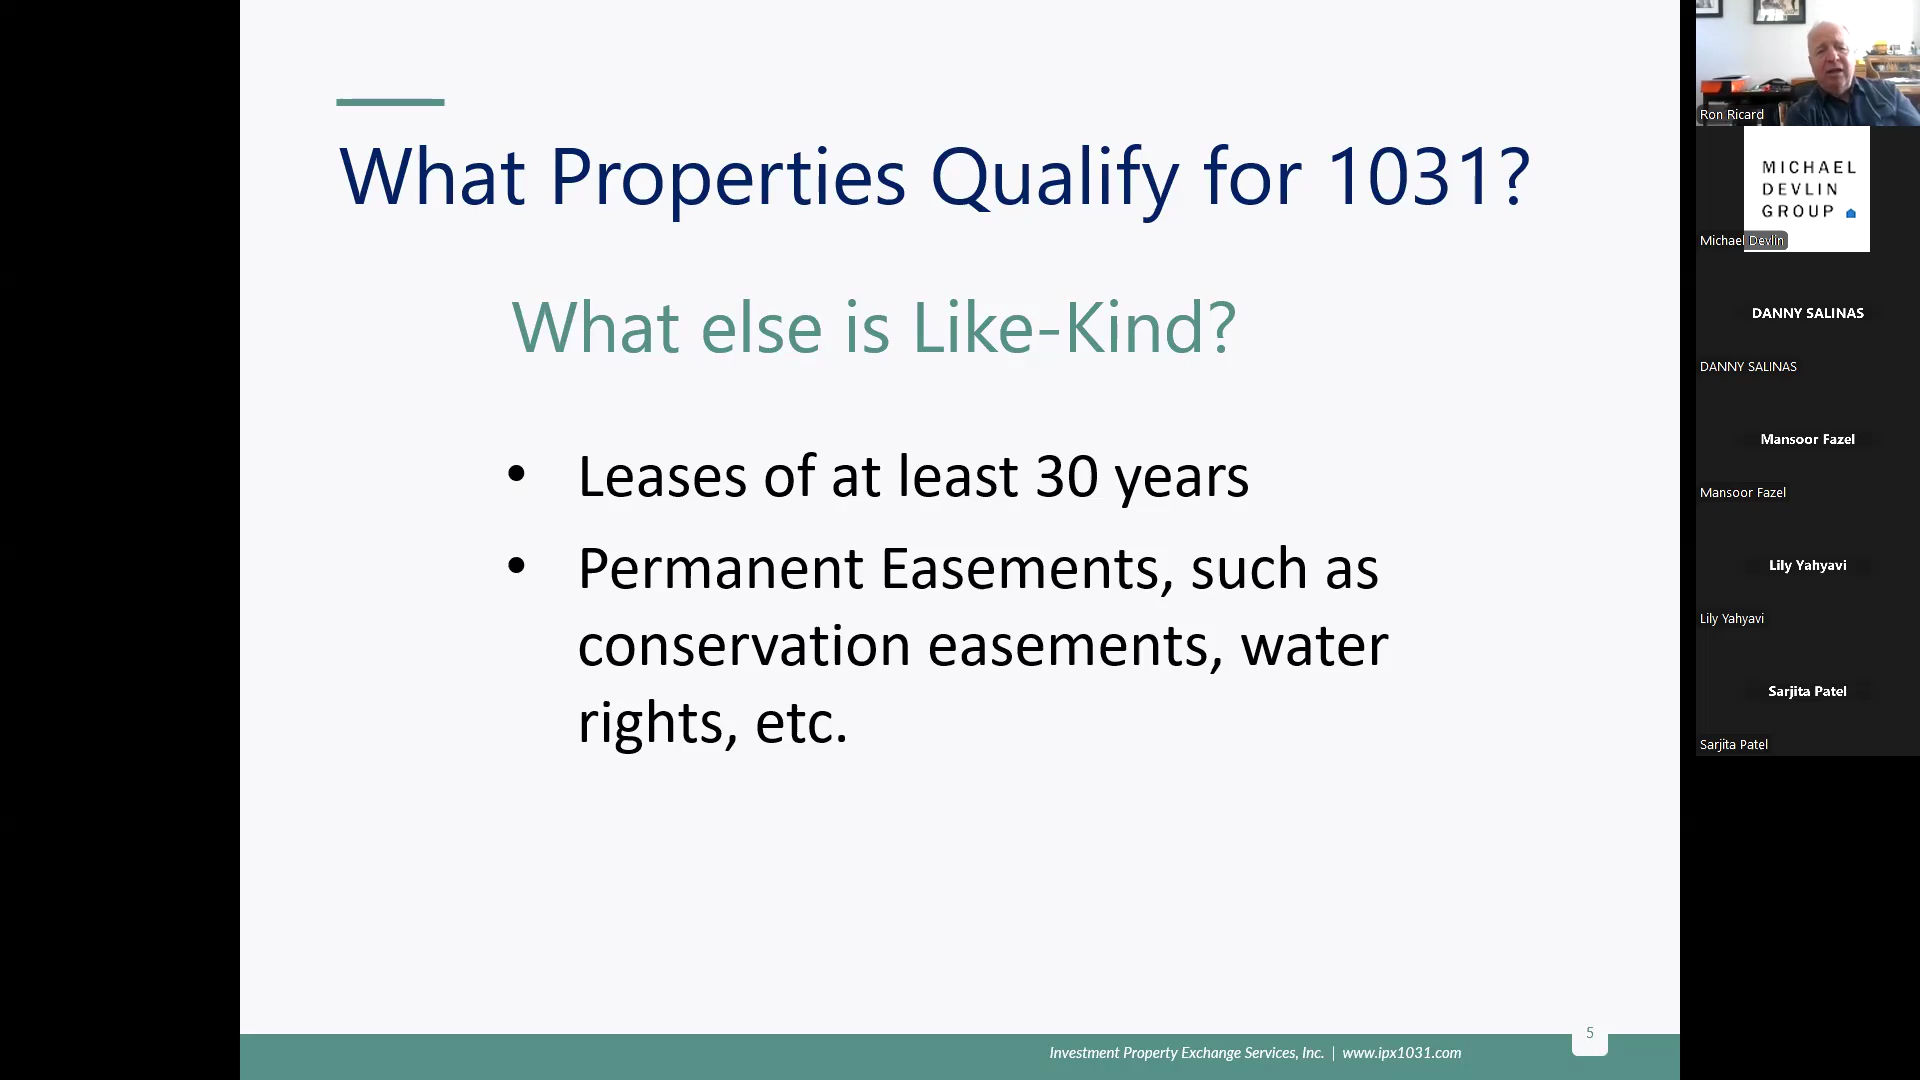 What Properties Qualify for 1031?
What else is Like-Kind?
• Leases of at least 30 years
• Permanent Easements, such as
conservation easements, water
rights, etc.
Investment Property Exchange Services, Inc. | www.ipx1031.com
5
Ron Ricard
MICHAEL
DEVLIN
GROUP
Michael Devlin
DANNY SALINAS
DANNY SALINAS
Mansoor Fazel
Mansoor Fazel
Lily Yahyavi
Lily Yahyavi
Sarjita Patel
Sarjita Patel